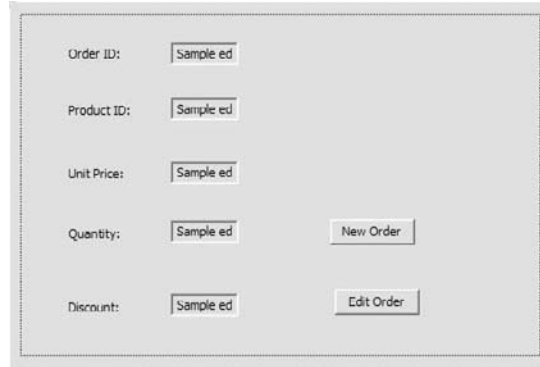 Order ID: Sample ed
Product ID: Sample ed
Unit Price: Sample ed
Quantity: Sample ed New Order
Discount: Sample ed Edit Order